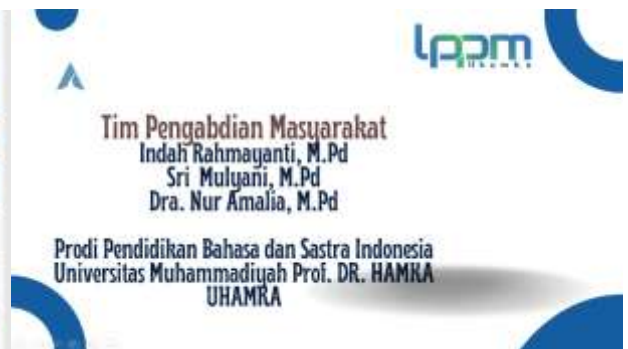 lppm
Uhamka
Tim Pengabdian Masyarakat
Indah Rahmayanti, M.Pd
Sri Mulyani, M.Pd
Dra. Nur Amalia, M.Pd
Prodi Pendidikan Bahasa dan Sastra Indonesia
Universitas Muhammadiyah Prof. DR. HAMKA
UHAMKA